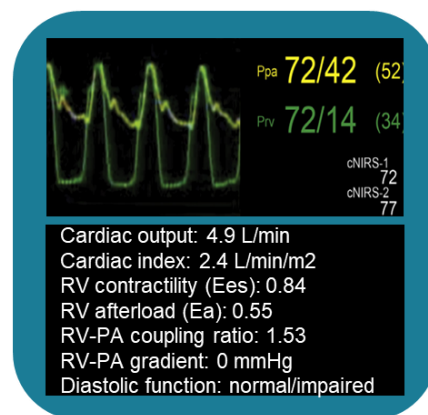 Ppa 72/42 (52)
Prv 72/14 (34)
cNIRS-1
72
cNIRS-2
77
Cardiac output: 4.9 L/min
Cardiac index: 2.4 L/min/m2
RV contractility (Ees): 0.84
RV afterload (Ea): 0.55
RV-PA coupling ratio: 1.53
RV-PA gradient: 0 mmHg
Diastolic function: normal/impaired